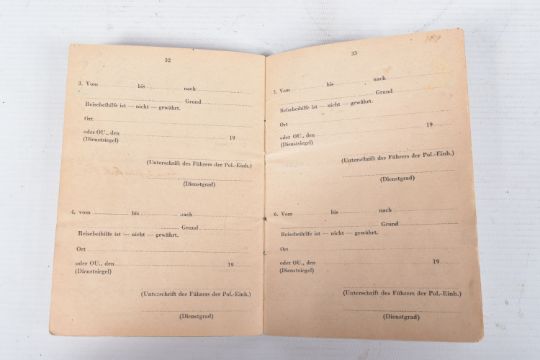 32
3. Vom bis nach
Grund
Reisebeihilfe ist — nicht — gewährt.
Ort
oder OU., den 19
(Dienstsiegel)
(Unterschrift des Führers der Pol.-Einh.)
(Dienstgrad)
4. vom bis nach
Grund
Reisebeihilfe ist — nicht — gewährt.
Ort
oder OU., den 19
(Dienstsiegel)
(Unterschrift des Führers der Pol.-Einh.)
(Dienstgrad)
33
5. Vom bis nach
Grund
Reisebeihilfe ist — nicht — gewährt.
Ort
oder OU., den 19
(Dienstsiegel)
(Unterschrift des Führers der Pol.-Einh.)
(Dienstgrad)
6. Vom bis nach
Grund
Reisebeihilfe ist — nicht — gewährt.
Ort
oder OU., den 19
(Dienstsiegel)
(Unterschrift des Führers der Pol.-Einh.)
(Dienstgrad)